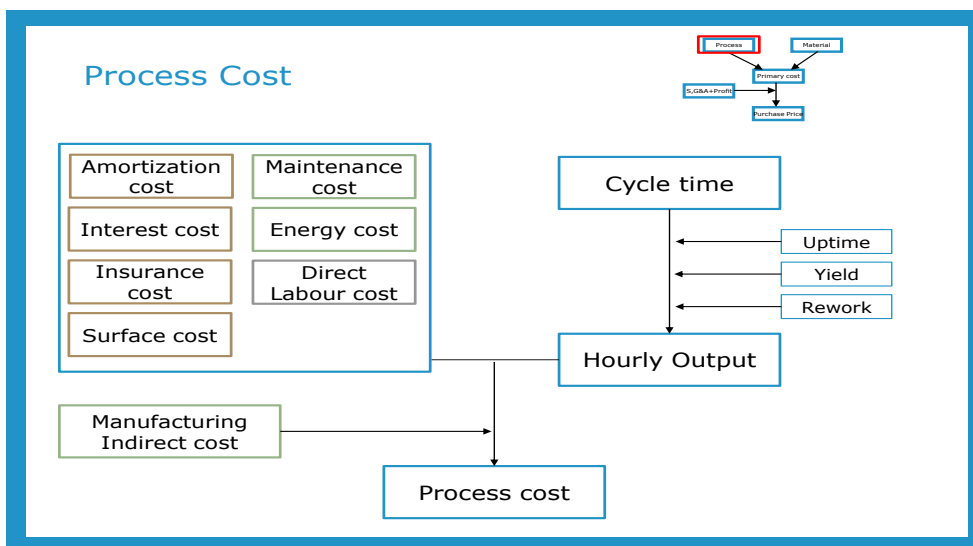 Process
Material
Process Cost
Primary cost
S,G&A+Profit
Purchase Price
Amortization
cost
Maintenance
cost
Interest cost
Energy cost
Insurance
cost
Direct
Labour cost
Surface cost
Cycle time
Uptime
Yield
Rework
Hourly Output
Manufacturing
Indirect cost
Process cost